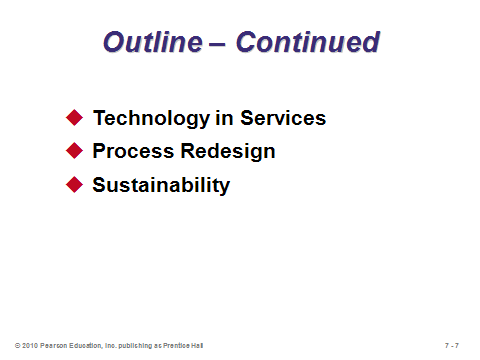 Outline – Continued
Technology in Services
Process Redesign
Sustainability
© 2010 Pearson Education, Inc. publishing as Prentice Hall
7 - 7